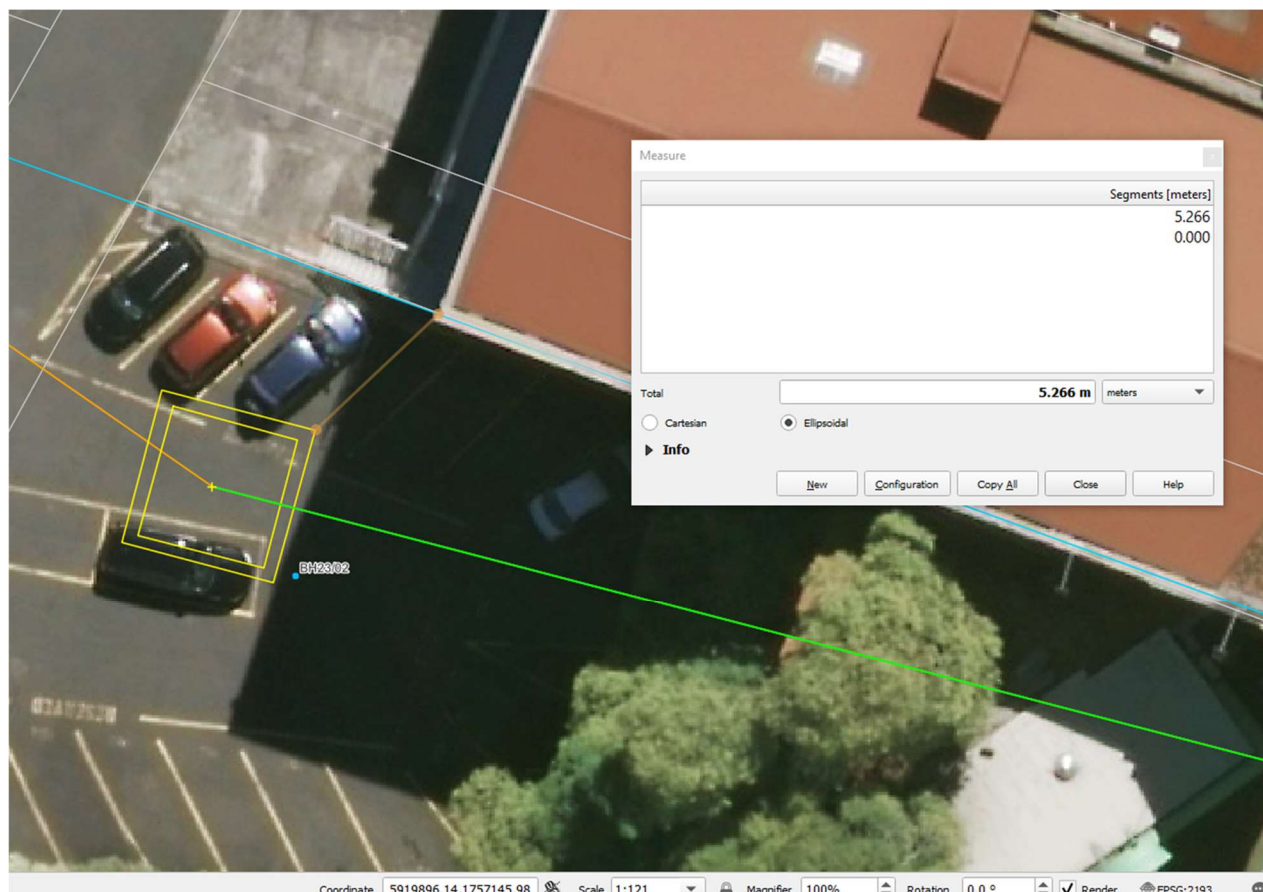 Measure
Segments [meters]
5.266
0.000
Total
5.266 m
meters
Cartesian
Ellipsoidal
Info
New
Configuration
Copy All
Close
Help
BH23/02
Coordinate 5919896.14,1757145.98 Scale 1:121 Magnifier 100% Rotation 0.0 ° Render EPSG:2193